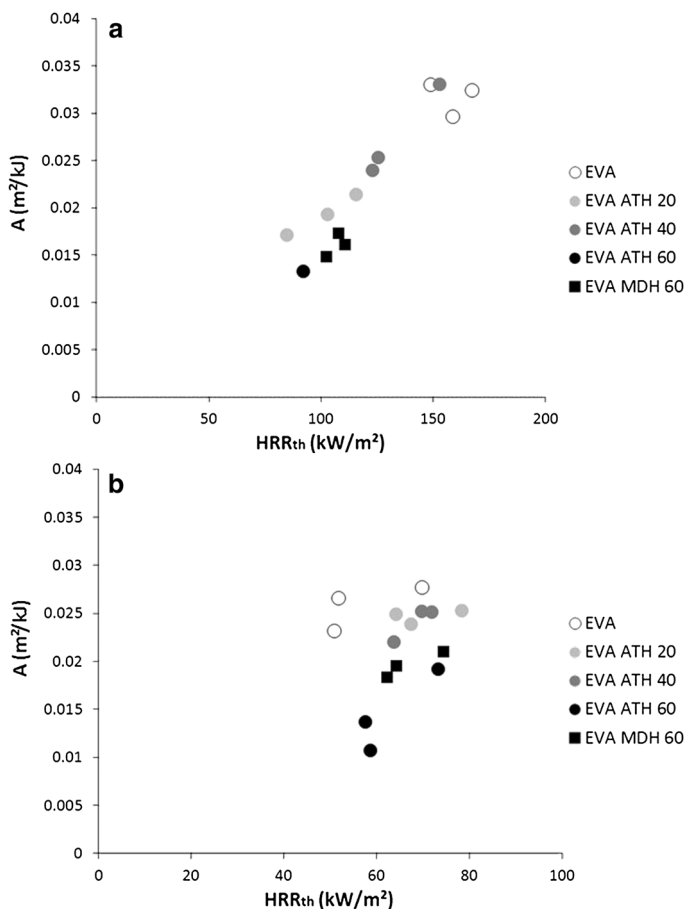 a
0.04
0.035
0.03
0.025
0.02
0.015
0.01
0.005
0
A (m²/kJ)
0 50 100 150 200
HRRth (kW/m²)
EVA
EVA ATH 20
EVA ATH 40
EVA ATH 60
EVA MDH 60
b
0.04
0.035
0.03
0.025
0.02
0.015
0.01
0.005
0
A (m²/kJ)
0 20 40 60 80 100
HRRth (kW/m²)
EVA
EVA ATH 20
EVA ATH 40
EVA ATH 60
EVA MDH 60